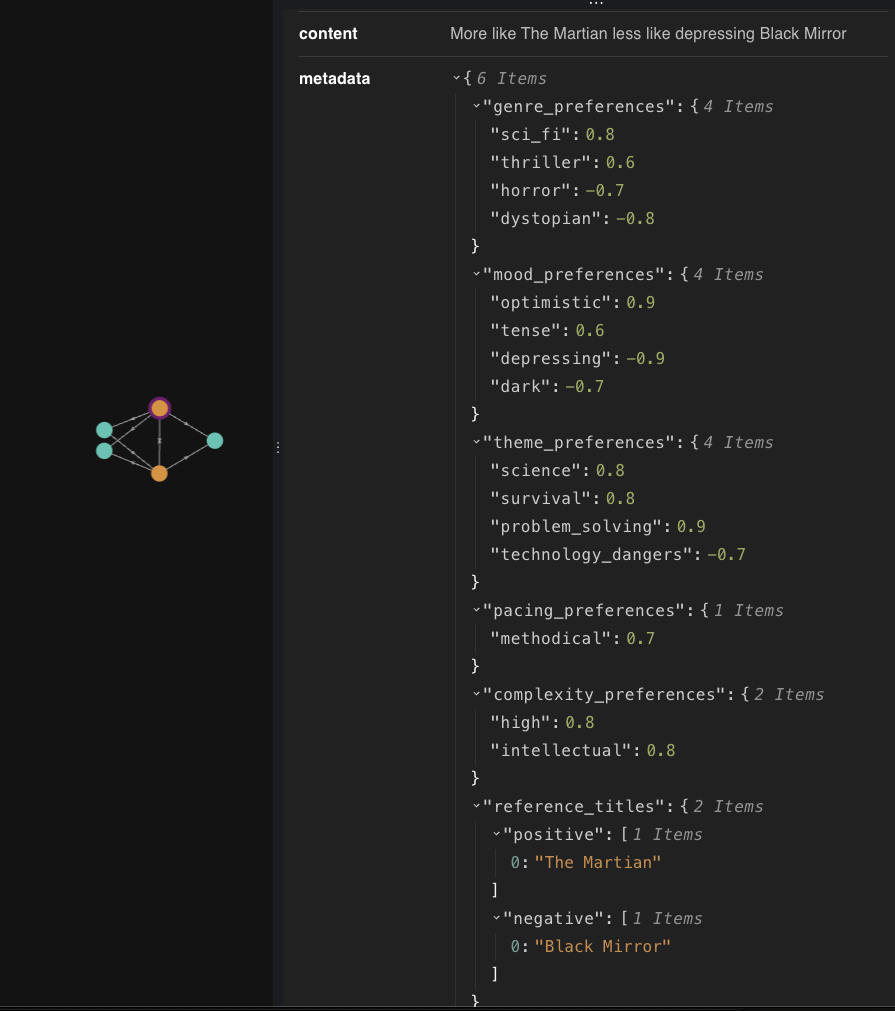 content More like The Martian less like depressing Black Mirror
metadata { 6 Items
"genre_preferences": { 4 Items
"sci_fi": 0.8
"thriller": 0.6
"horror": -0.7
"dystopian": -0.8
}
"mood_preferences": { 4 Items
"optimistic": 0.9
"tense": 0.6
"depressing": -0.9
"dark": -0.7
}
"theme_preferences": { 4 Items
"science": 0.8
"survival": 0.8
"problem_solving": 0.9
"technology_dangers": -0.7
}
"pacing_preferences": { 1 Items
"methodical": 0.7
}
"complexity_preferences": { 2 Items
"high": 0.8
"intellectual": 0.8
}
"reference_titles": { 2 Items
"positive": [ 1 Items
0: "The Martian"
]
"negative": [ 1 Items
0: "Black Mirror"
]
}